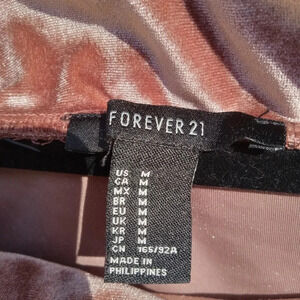 FOREVER 21
US M
CA M
MX M
BR M
EU M
UK M
KR M
JP M
CN 165/92A
MADE IN
PHILIPPINES